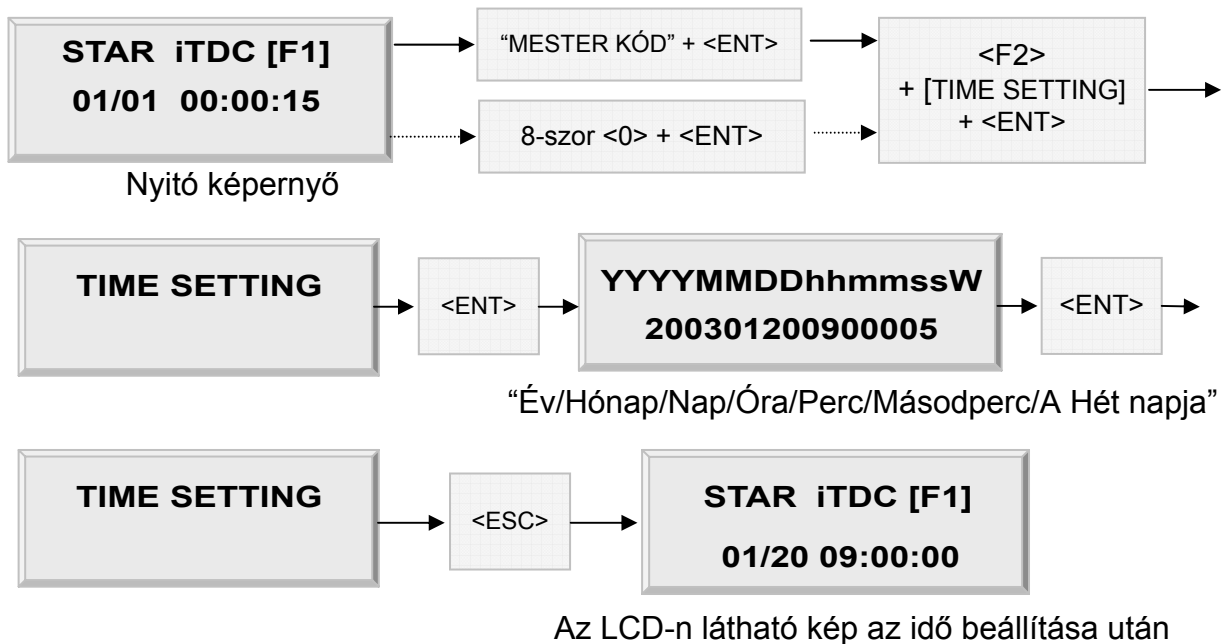 STAR iTDC [F1]
01/01 00:00:15
Nyitó képernyő
“MESTER KÓD” + <ENT>
8-szor <0> + <ENT>
<F2>
+ [TIME SETTING]
+ <ENT>
TIME SETTING
<ENT>
YYYYMMDDhhmmssW
200301200900005
<ENT>
“Év/Hónap/Nap/Óra/Perc/Másodperc/A Hét napja”
TIME SETTING
<ESC>
STAR iTDC [F1]
01/20 09:00:00
Az LCD-n látható kép az idő beállítása után